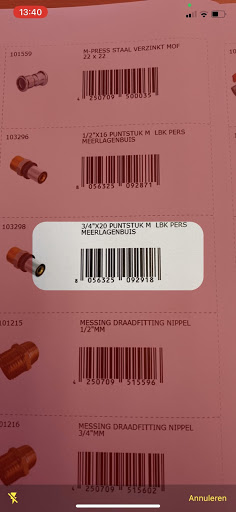 13:40
101559
M-PRESS STAAL VERZINKT MOF
22 x 22
4 250709 500035
103296
1/2"X16 PUNTSTUK M LBK PERS
MEERLAGENBUIS
8 056325 092871
103298
3/4"X20 PUNTSTUK M LBK PERS
MEERLAGENBUIS
8 056325 092918
101215
MESSING DRAADFITTING NIPPEL
1/2"MM
4 250709 515596
01216
MESSING DRAADFITTING NIPPEL
3/4"MM
4 250709 515602
Annuleren